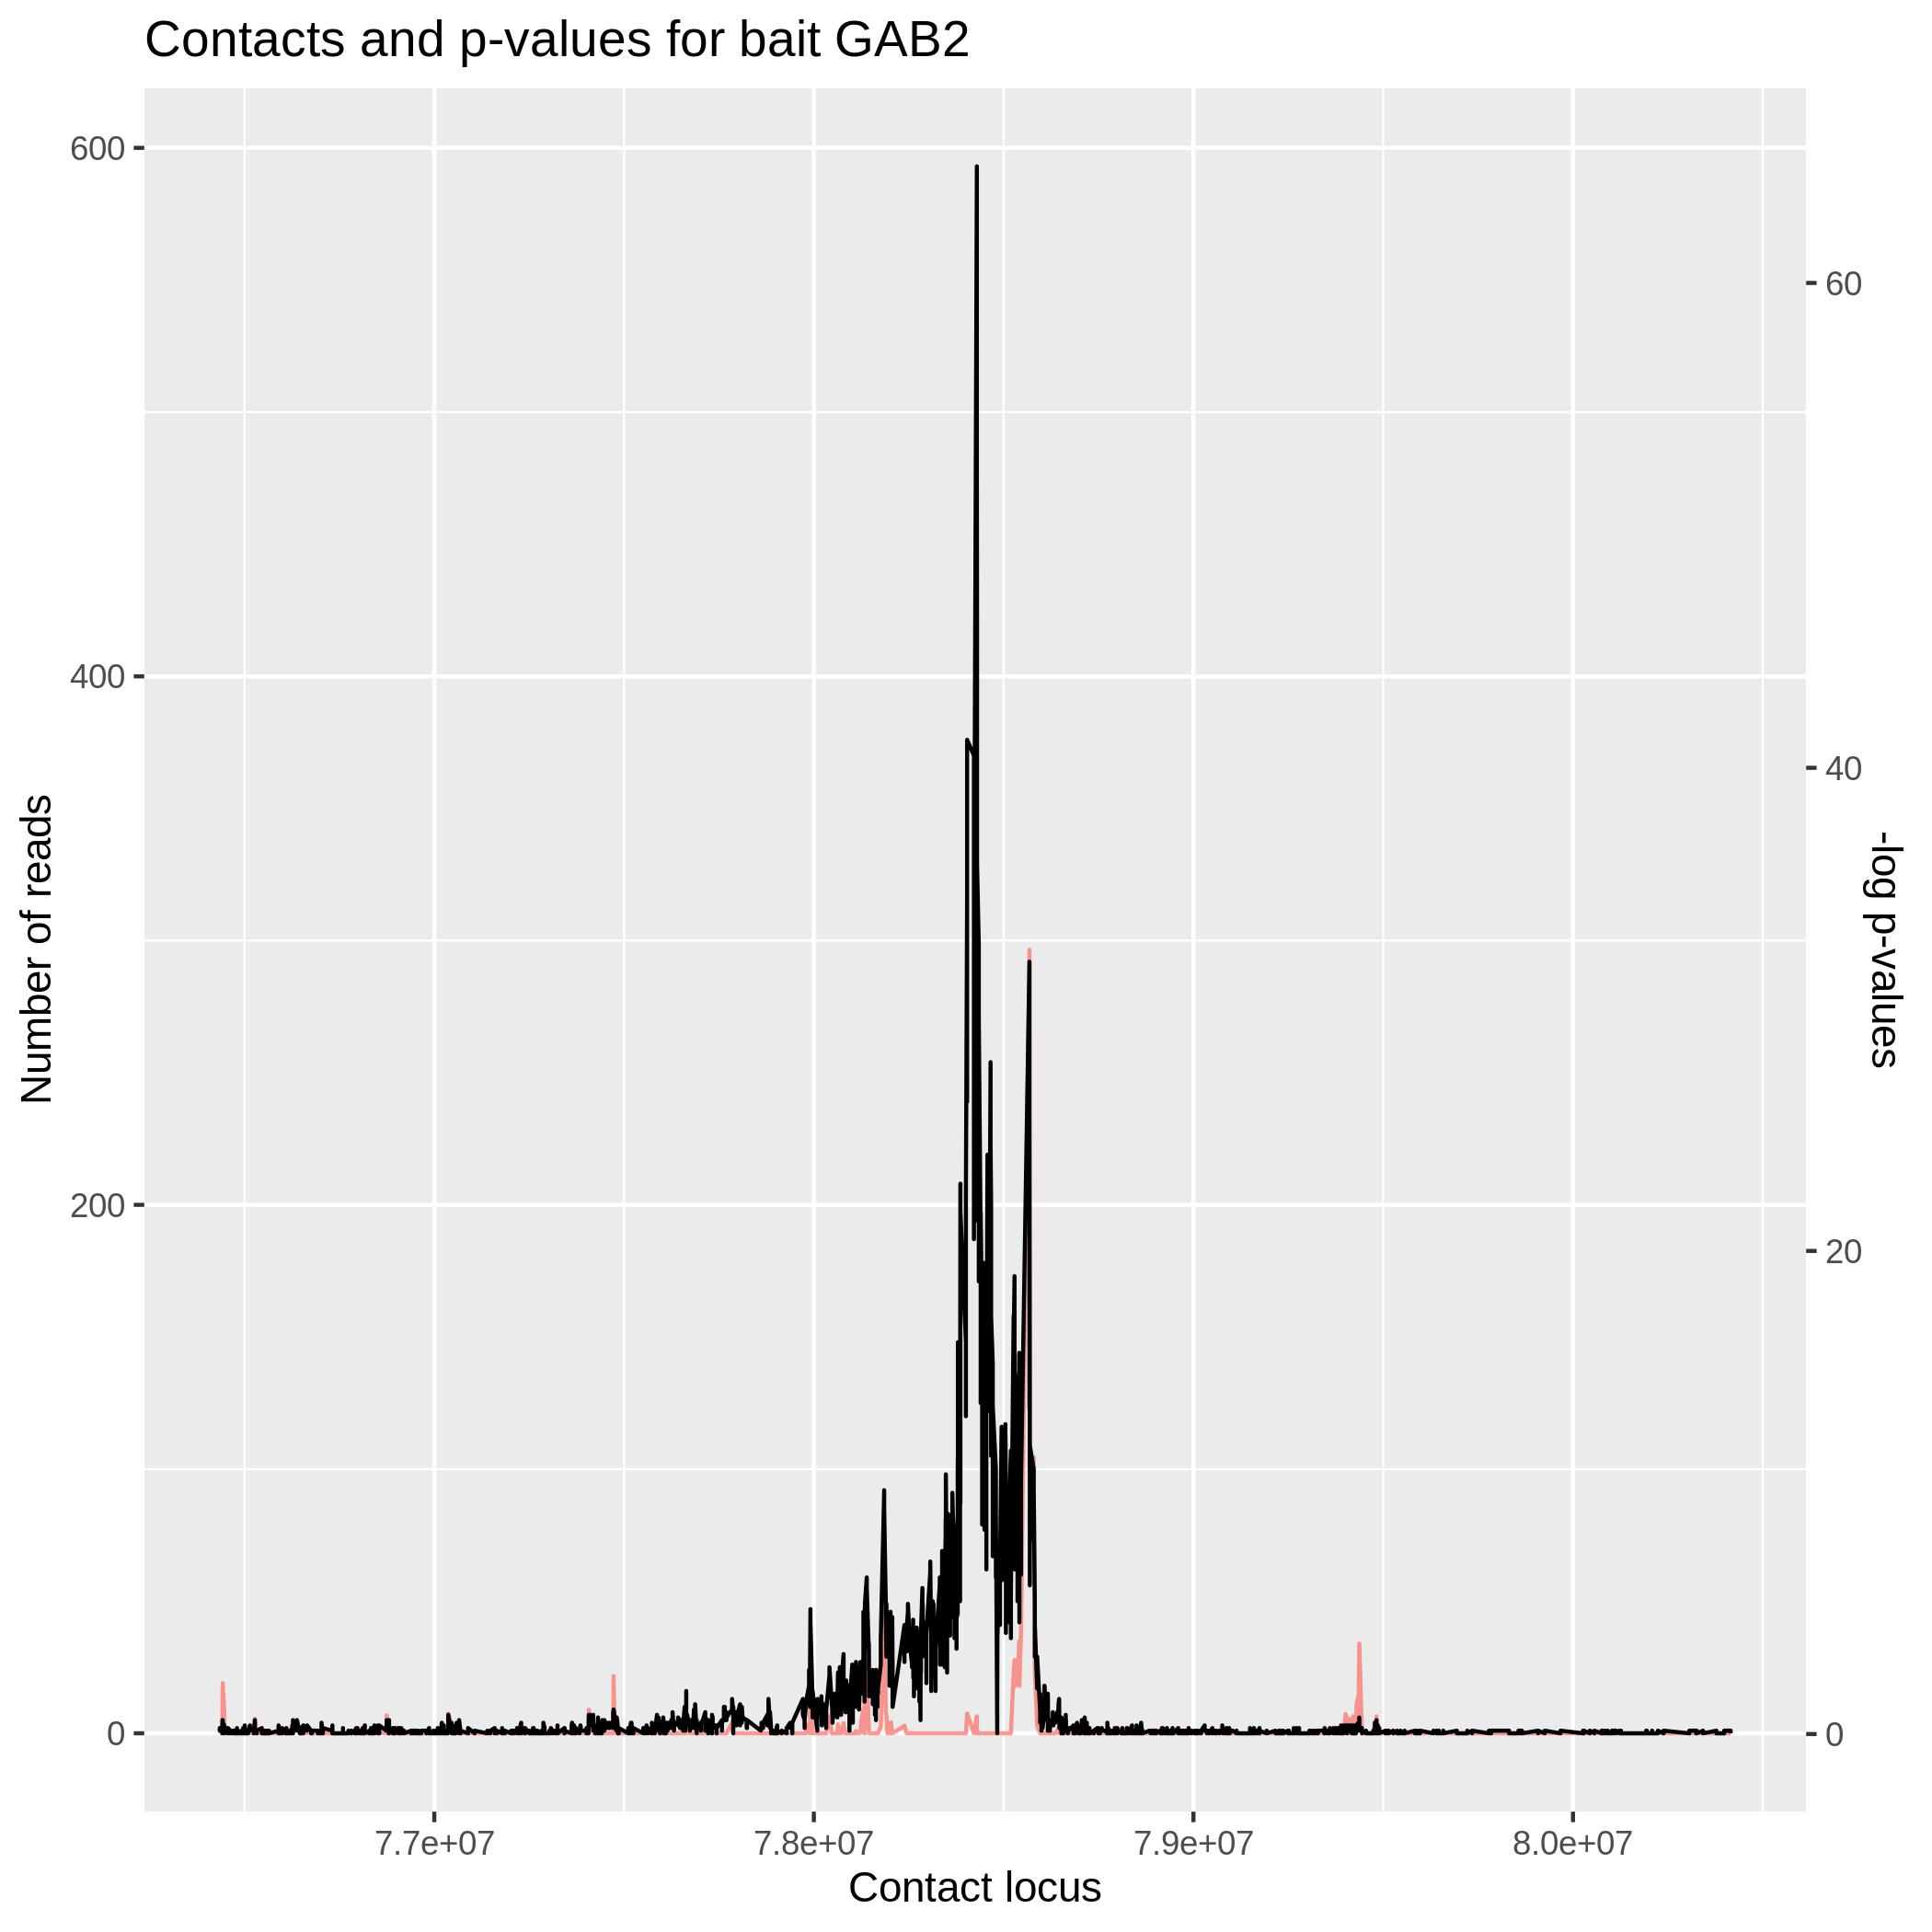 Contacts and p-values for bait GAB2
600
400
200
0
Number of reads
60
40
20
0
-log p-values
7.7e+07 7.8e+07 7.9e+07 8.0e+07
Contact locus